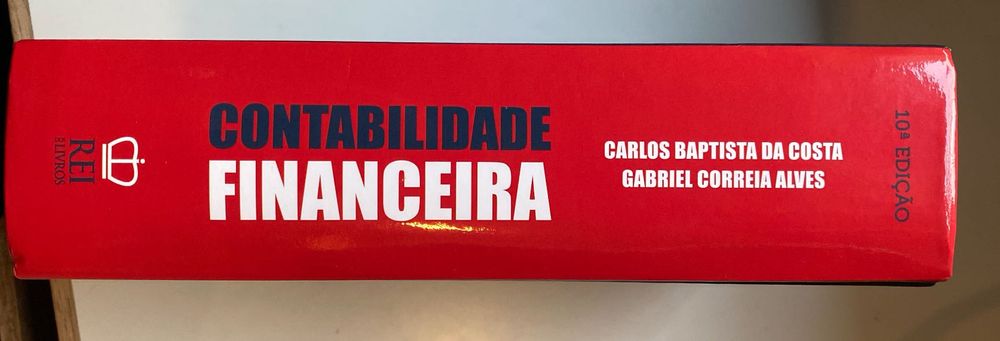 CONTABILIDADE
FINANCEIRA
CARLOS BAPTISTA DA COSTA
GABRIEL CORREIA ALVES
10ª EDIÇÃO
REI
DOS LIVROS